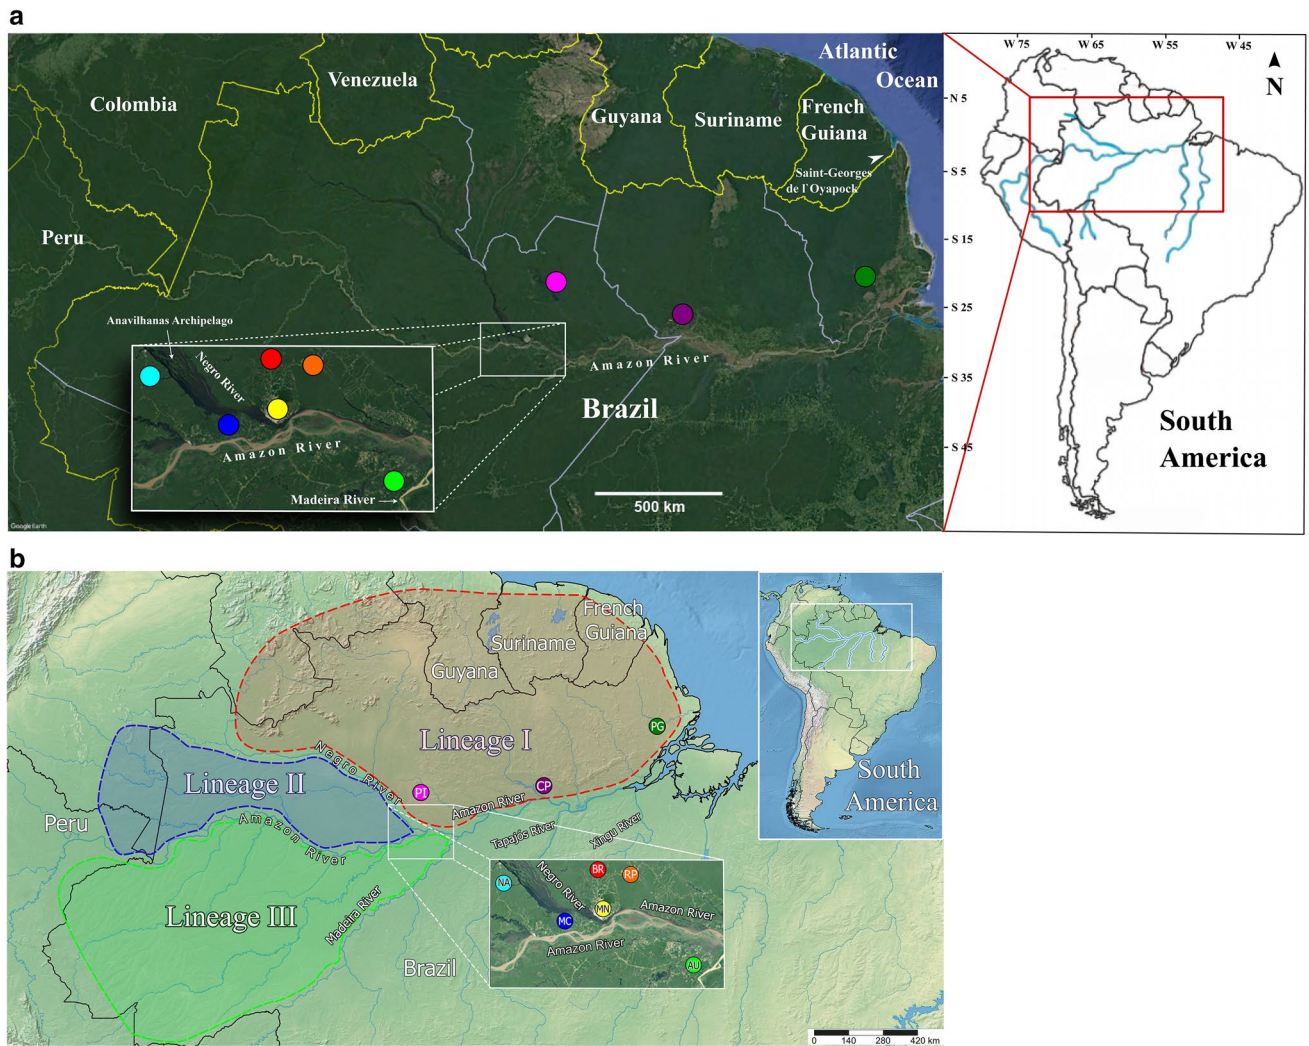 a
Atlantic
Ocean
Venezuela
Colombia
Guyana
Suriname
French
Guiana
Saint-Georges
de l`Oyapock
Peru
Anavilhanas Archipelago
Negro River
Amazon River
Madeira River
Amazon River
Brazil
500 km
Google Earth
W 75
W 65
W 55
W 45
N
N 5
S 5
S 15
S 25
S 35
S 45
South
America
b
French
Guiana
Suriname
Guyana
PG
Lineage I
Negro River
Lineage II
PI
CP
Amazon River
Peru
Amazon River
Tapajós River
Xingu River
Lineage III
Madeira River
Brazil
NA
Negro River
BR
RP
MN
MC
Amazon River
Amazon River
AU
South
America
0 140 280 420 km